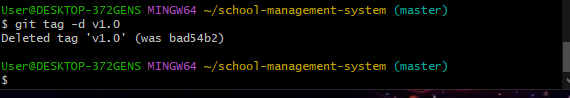 User@DESKTOP-372GENS MINGW64 ~/school-management-system (master)
$ git tag -d v1.0
Deleted tag 'v1.0' (was bad54b2)
User@DESKTOP-372GENS MINGW64 ~/school-management-system (master)
$